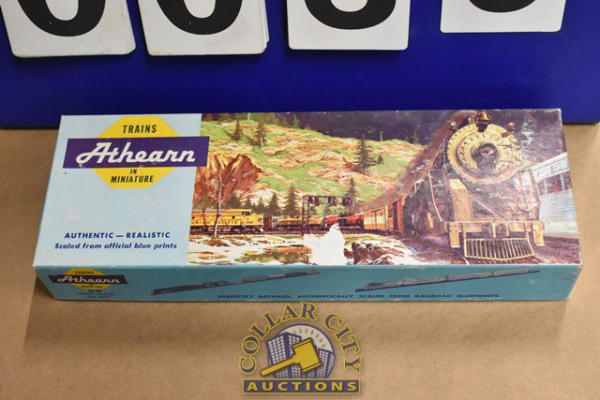 TRAINS
Athearn
IN
MINIATURE
AUTHENTIC — REALISTIC
Scaled from official blue prints
TRAINS
Athearn
PERFECTLY DETAILED, AUTHENTICALLY SCALED FROM RAILROAD BLUEPRINTS
COLLAR CITY
AUCTIONS